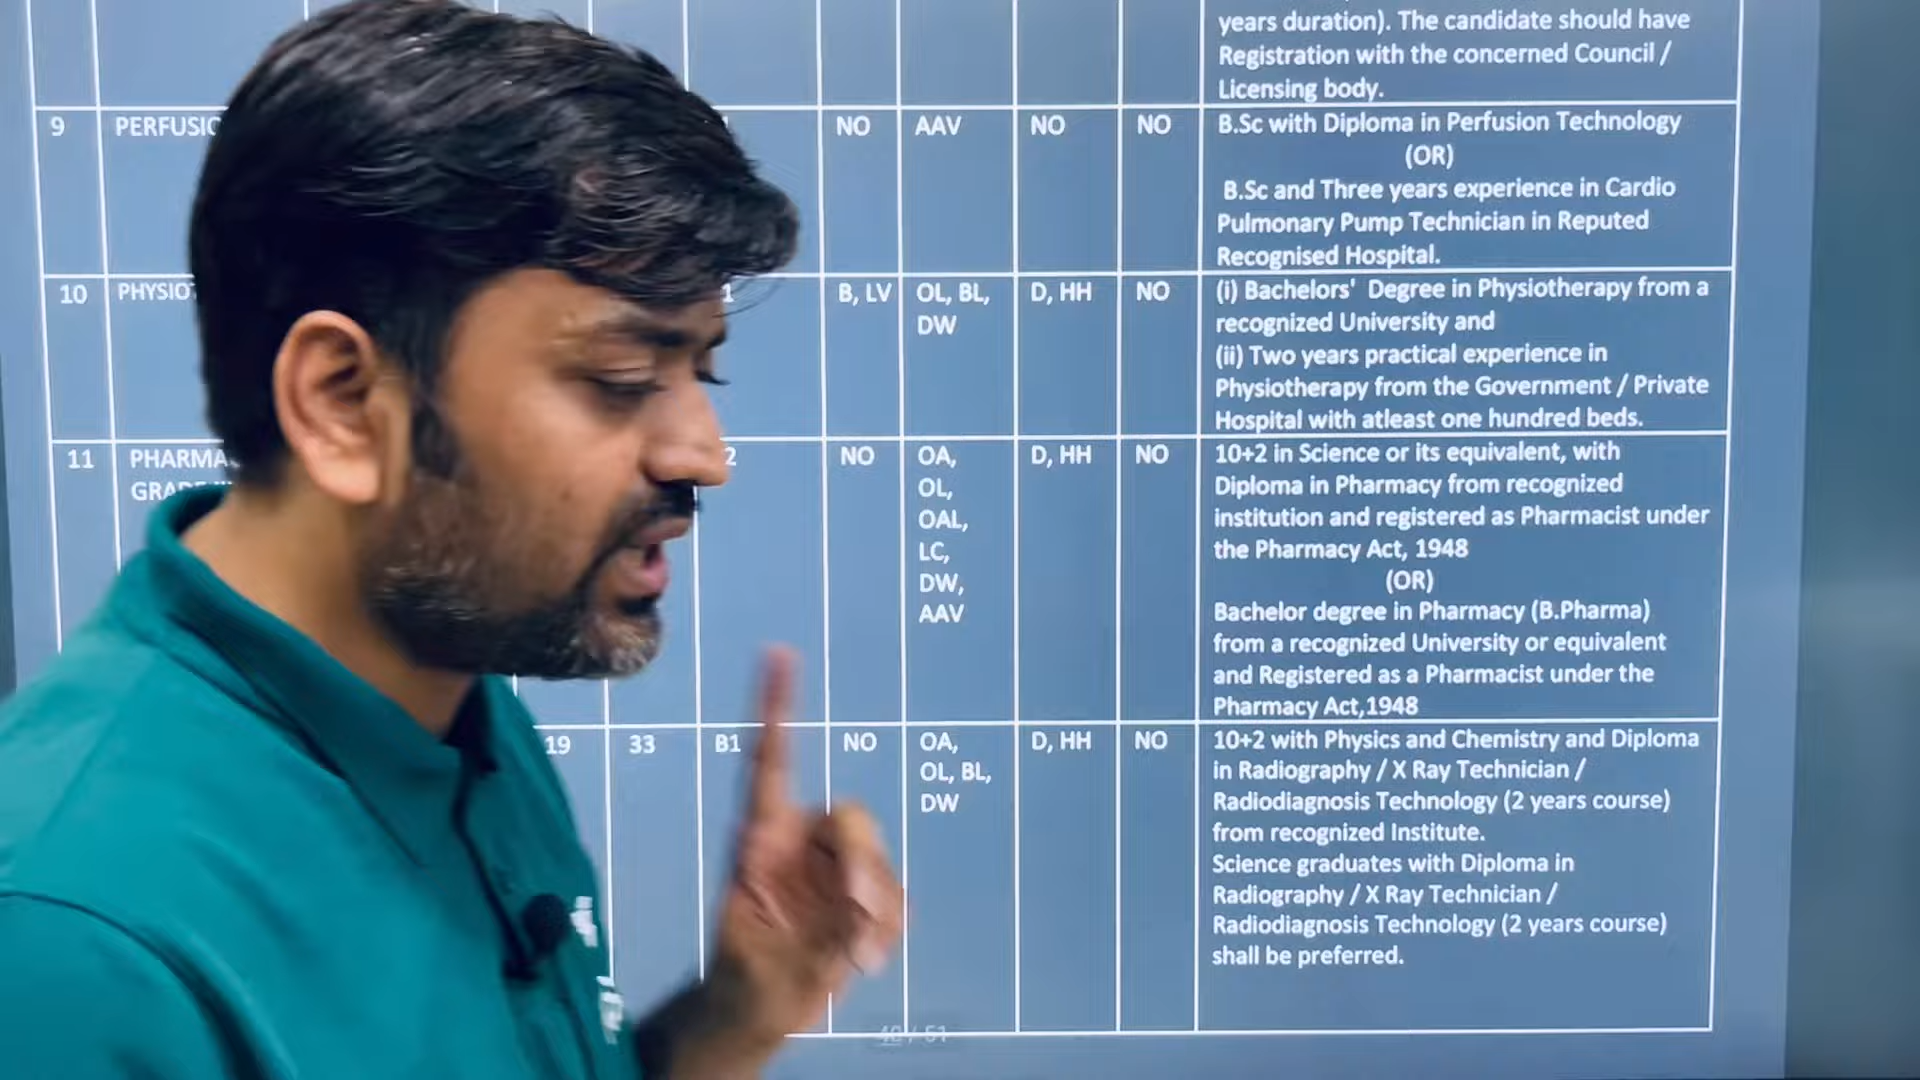 years duration). The candidate should have
Registration with the concerned Council /
Licensing body.
9
NO
AAV
NO
NO
B.Sc with Diploma in Perfusion Technology
(OR)
B.Sc and Three years experience in Cardio
Pulmonary Pump Technician in Reputed
Recognised Hospital.
10
1
B, LV
OL, BL,
DW
D, HH
NO
(i) Bachelors' Degree in Physiotherapy from a
recognized University and
(ii) Two years practical experience in
Physiotherapy from the Government / Private
Hospital with atleast one hundred beds.
11
2
NO
OA,
OL,
OAL,
LC,
DW,
AAV
D, HH
NO
10+2 in Science or its equivalent, with
Diploma in Pharmacy from recognized
institution and registered as Pharmacist under
the Pharmacy Act, 1948
(OR)
Bachelor degree in Pharmacy (B.Pharma)
from a recognized University or equivalent
and Registered as a Pharmacist under the
Pharmacy Act,1948
19
33
B1
NO
OA,
OL, BL,
DW
D, HH
NO
10+2 with Physics and Chemistry and Diploma
in Radiography / X Ray Technician /
Radiodiagnosis Technology (2 years course)
from recognized Institute.
Science graduates with Diploma in
Radiography / X Ray Technician /
Radiodiagnosis Technology (2 years course)
shall be preferred.